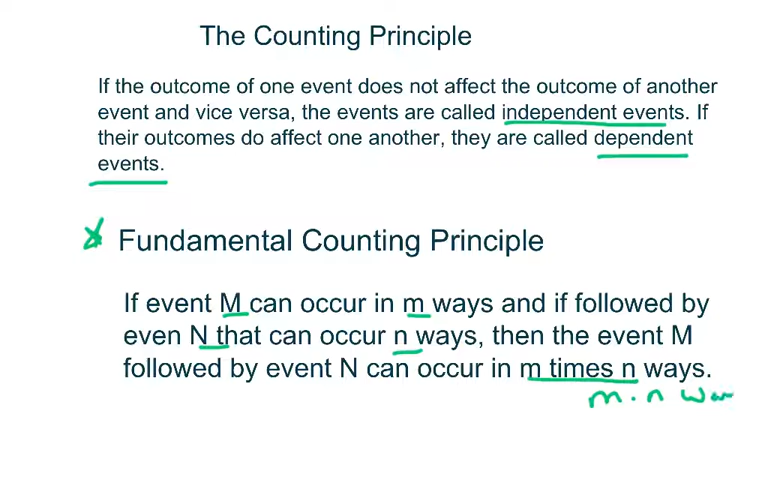 The Counting Principle
If the outcome of one event does not affect the outcome of another
event and vice versa, the events are called independent events. If
their outcomes do affect one another, they are called dependent
events.
Fundamental Counting Principle
If event M can occur in m ways and if followed by
even N that can occur n ways, then the event M
followed by event N can occur in m times n ways.
m · n